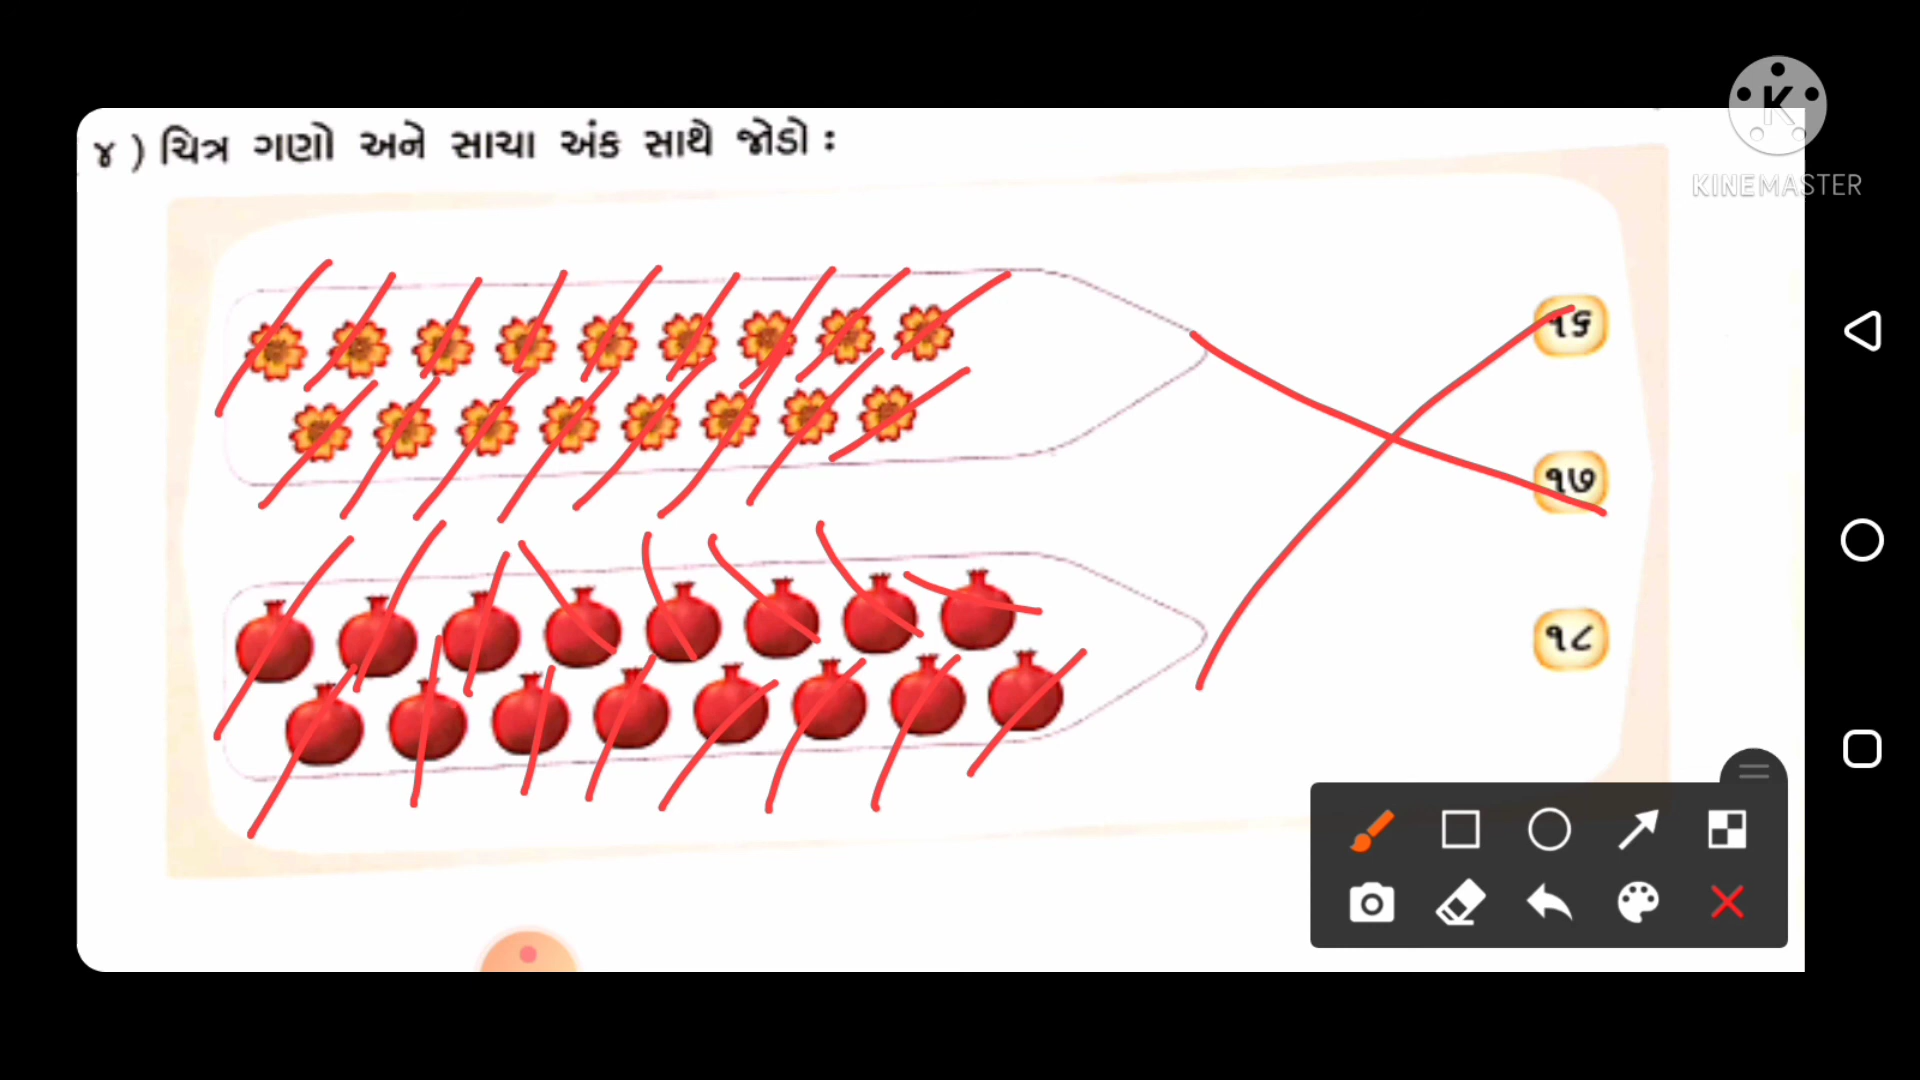 ૪ ) ચિત્ર ગણો અને સાચા અંક સાથે જોડો :
K
KINEMASTER
૧૬
૧૭
૧૮